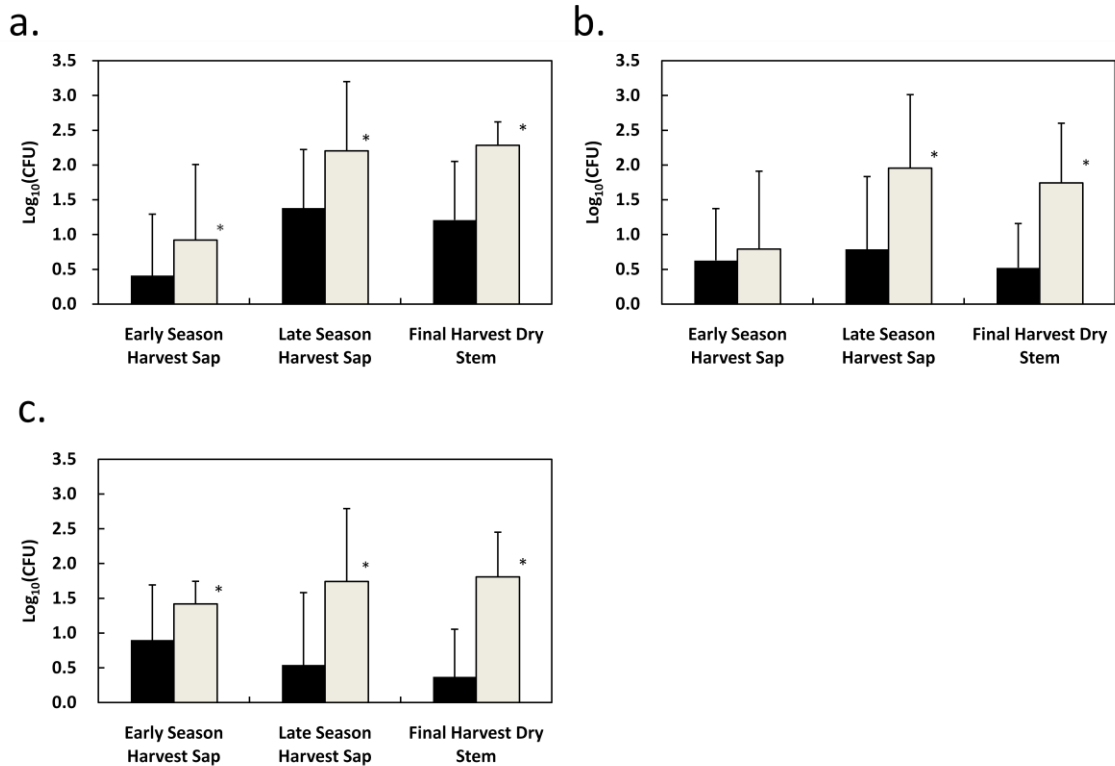 a.
3.5
3.0
2.5
2.0
1.5
1.0
0.5
0.0
Log₁₀(CFU)
*
*
*
Early Season
Harvest Sap
Late Season
Harvest Sap
Final Harvest Dry
Stem
b.
3.5
3.0
2.5
2.0
1.5
1.0
0.5
0.0
Log₁₀(CFU)
*
*
Early Season
Harvest Sap
Late Season
Harvest Sap
Final Harvest Dry
Stem
c.
3.5
3.0
2.5
2.0
1.5
1.0
0.5
0.0
Log₁₀(CFU)
*
*
*
Early Season
Harvest Sap
Late Season
Harvest Sap
Final Harvest Dry
Stem